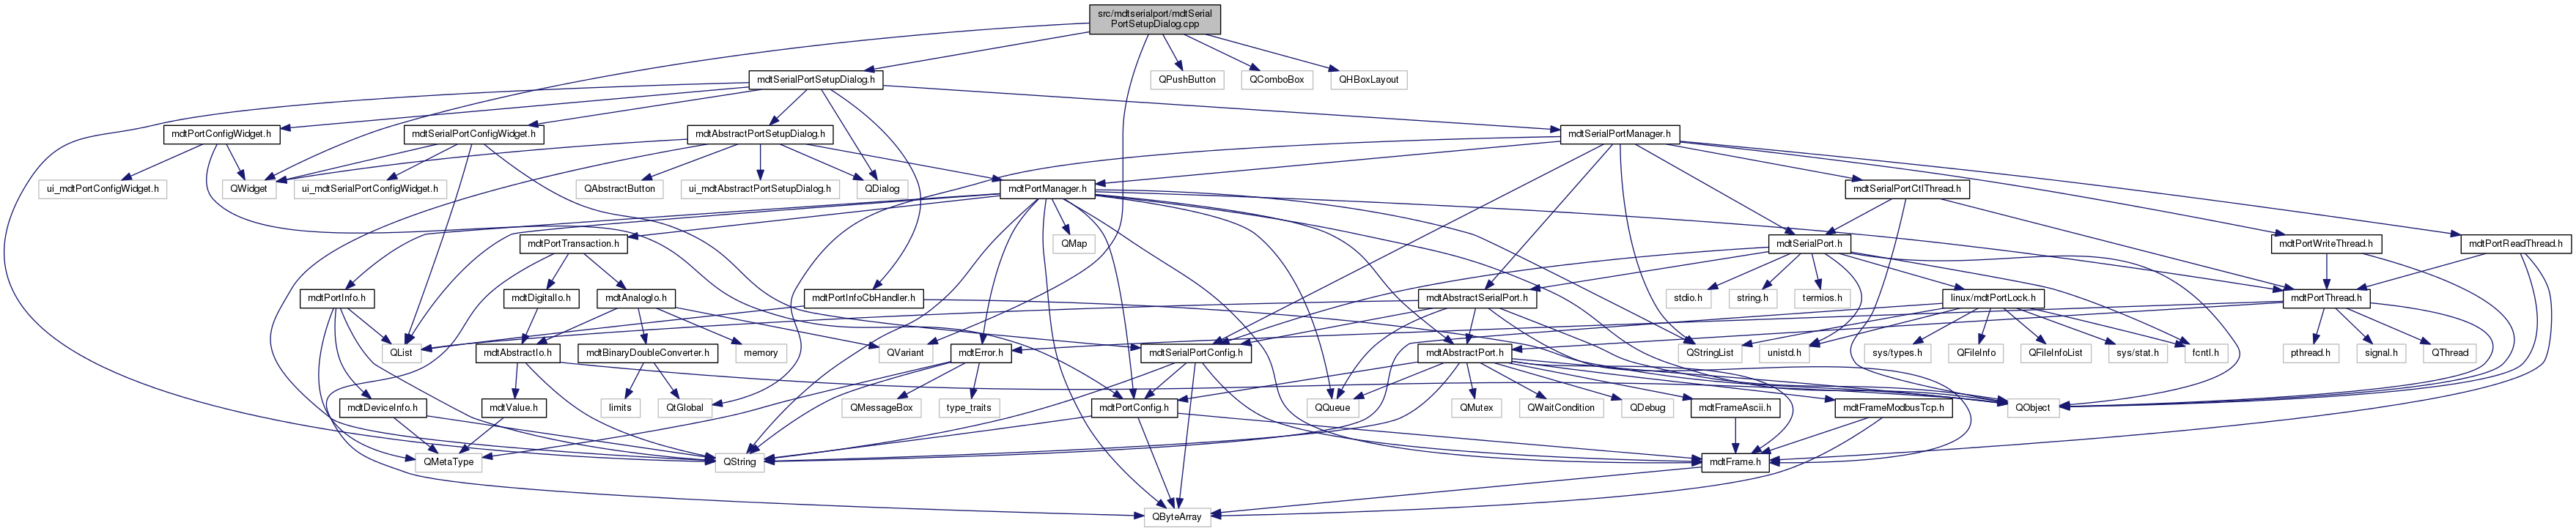 src/mdtserialport/mdtSerial
PortSetupDialog.cpp
mdtSerialPortSetupDialog.h
QPushButton
QComboBox
QHBoxLayout
mdtPortConfigWidget.h
mdtSerialPortConfigWidget.h
mdtAbstractPortSetupDialog.h
mdtSerialPortManager.h
ui_mdtPortConfigWidget.h
QWidget
ui_mdtSerialPortConfigWidget.h
QAbstractButton
ui_mdtAbstractPortSetupDialog.h
QDialog
mdtPortManager.h
mdtSerialPortCtlThread.h
mdtPortTransaction.h
QMap
mdtSerialPort.h
mdtPortWriteThread.h
mdtPortReadThread.h
mdtPortInfo.h
mdtDigitalIo.h
mdtAnalogIo.h
mdtPortInfoCbHandler.h
mdtAbstractSerialPort.h
stdio.h
string.h
termios.h
linux/mdtPortLock.h
mdtPortThread.h
QList
mdtAbstractIo.h
mdtBinaryDoubleConverter.h
memory
QVariant
mdtError.h
mdtSerialPortConfig.h
mdtAbstractPort.h
QStringList
unistd.h
sys/types.h
QFileInfo
QFileInfoList
sys/stat.h
fcntl.h
pthread.h
signal.h
QThread
mdtDeviceInfo.h
mdtValue.h
limits
QtGlobal
QMessageBox
type_traits
mdtPortConfig.h
QQueue
QMutex
QWaitCondition
QDebug
mdtFrameAscii.h
mdtFrameModbusTcp.h
QObject
QMetaType
QString
mdtFrame.h
QByteArray